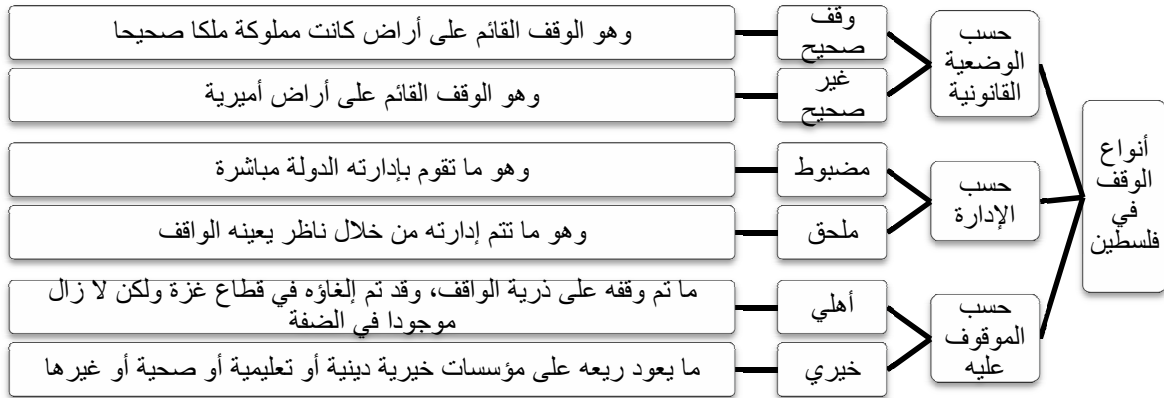 أنواع
الوقف
في
فلسطين
حسب
الوضعية
القانونية
وقف
صحيح
وهو الوقف القائم على أراض كانت مملوكة ملكا صحيحا
غير
صحيح
وهو الوقف القائم على أراض أميرية
حسب
الإدارة
مضبوط
وهو ما تقوم بإدارته الدولة مباشرة
ملحق
وهو ما تتم إدارته من خلال ناظر يعينه الواقف
حسب
الموقوف
عليه
أهلي
ما تم وقفه على ذرية الواقف، وقد تم إلغاؤه في قطاع غزة ولكن لا زال
موجودا في الضفة
خيري
ما يعود ريعه على مؤسسات خيرية دينية أو تعليمية أو صحية أو غيرها